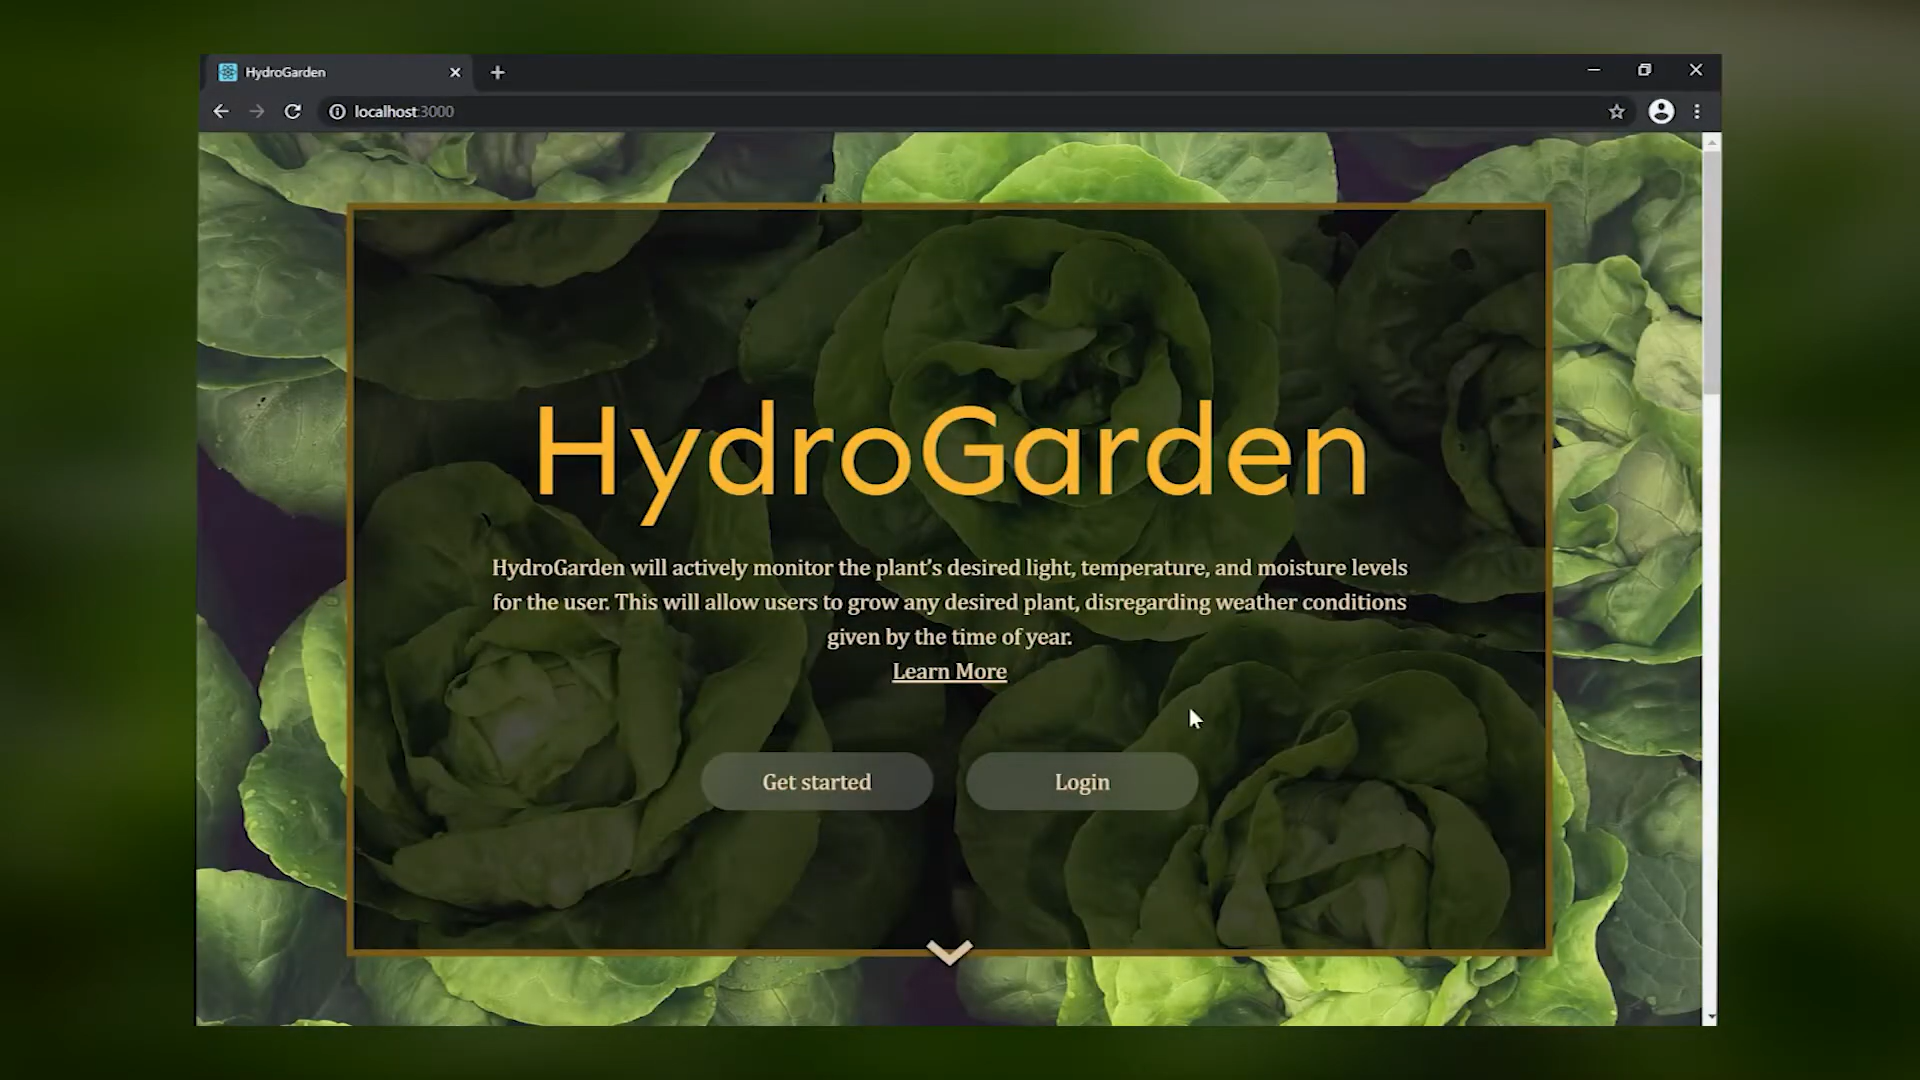 HydroGarden
localhost:3000
HydroGarden
HydroGarden will actively monitor the plant’s desired light, temperature, and moisture levels
for the user. This will allow users to grow any desired plant, disregarding weather conditions
given by the time of year.
Learn More
Get started
Login